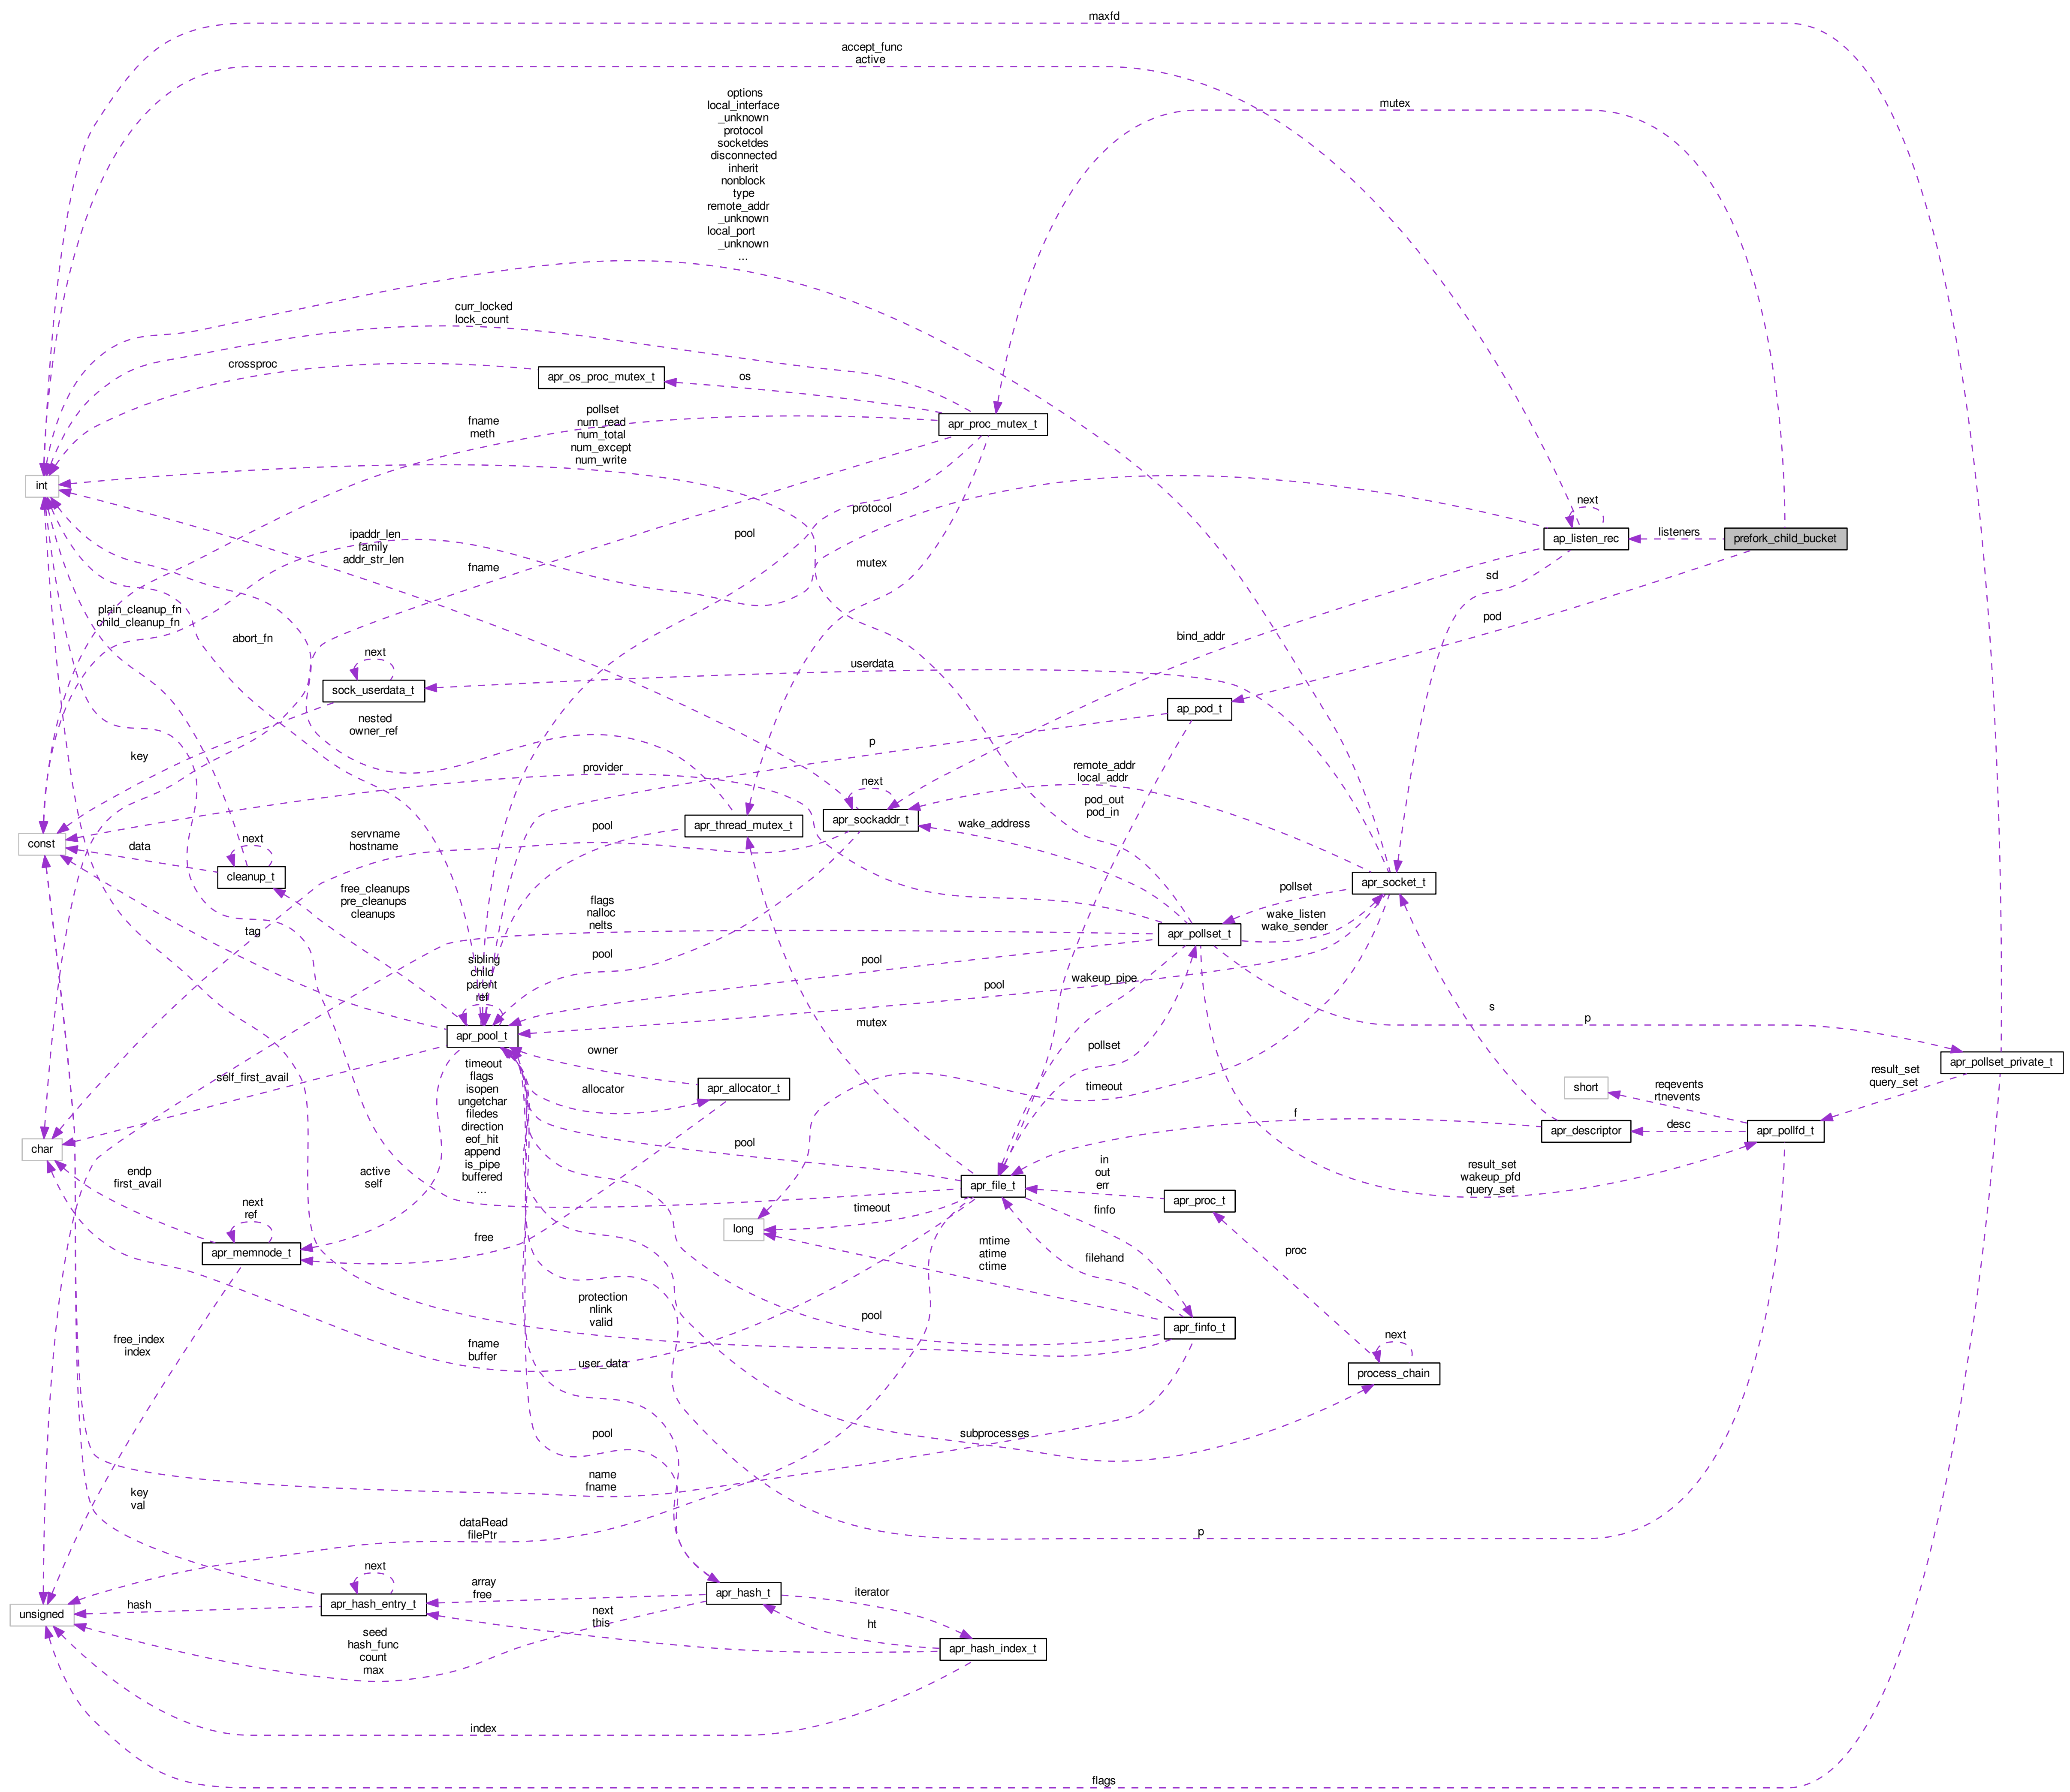 maxfd
accept_func
active
options
local_interface
_unknown
protocol
socketdes
disconnected
inherit
nonblock
type
remote_addr
_unknown
local_port
_unknown
...
mutex
curr_locked
lock_count
crossproc
apr_os_proc_mutex_t
os
apr_proc_mutex_t
fname
meth
pollset
num_read
num_total
num_except
num_write
int
next
ap_listen_rec
listeners
prefork_child_bucket
protocol
pool
ipaddr_len
family
addr_str_len
fname
mutex
sd
plain_cleanup_fn
child_cleanup_fn
abort_fn
pod
bind_addr
next
sock_userdata_t
userdata
ap_pod_t
nested
owner_ref
key
p
provider
remote_addr
local_addr
next
apr_sockaddr_t
pod_out
pod_in
apr_thread_mutex_t
pool
wake_address
servname
hostname
const
data
next
cleanup_t
apr_socket_t
free_cleanups
pre_cleanups
cleanups
flags
nalloc
nelts
pollset
wake_listen
wake_sender
apr_pollset_t
tag
sibling
child
parent
ref
pool
pool
pool
wakeup_pipe
s
p
apr_pool_t
mutex
pollset
owner
apr_allocator_t
allocator
self_first_avail
timeout
flags
isopen
ungetchar
filedes
direction
eof_hit
append
is_pipe
buffered
...
timeout
short
reqevents
rtnevents
result_set
query_set
apr_pollset_private_t
f
apr_descriptor
desc
apr_pollfd_t
char
endp
first_avail
active
self
pool
apr_file_t
in
out
err
apr_proc_t
result_set
wakeup_pfd
query_set
next
ref
apr_memnode_t
free
long
timeout
finfo
mtime
atime
ctime
filehand
proc
protection
nlink
valid
pool
apr_finfo_t
free_index
index
fname
buffer
user_data
next
process_chain
pool
subprocesses
name
fname
key
val
dataRead
filePtr
p
next
apr_hash_entry_t
hash
unsigned
array
free
apr_hash_t
iterator
next
this
ht
apr_hash_index_t
seed
hash_func
count
max
index
flags